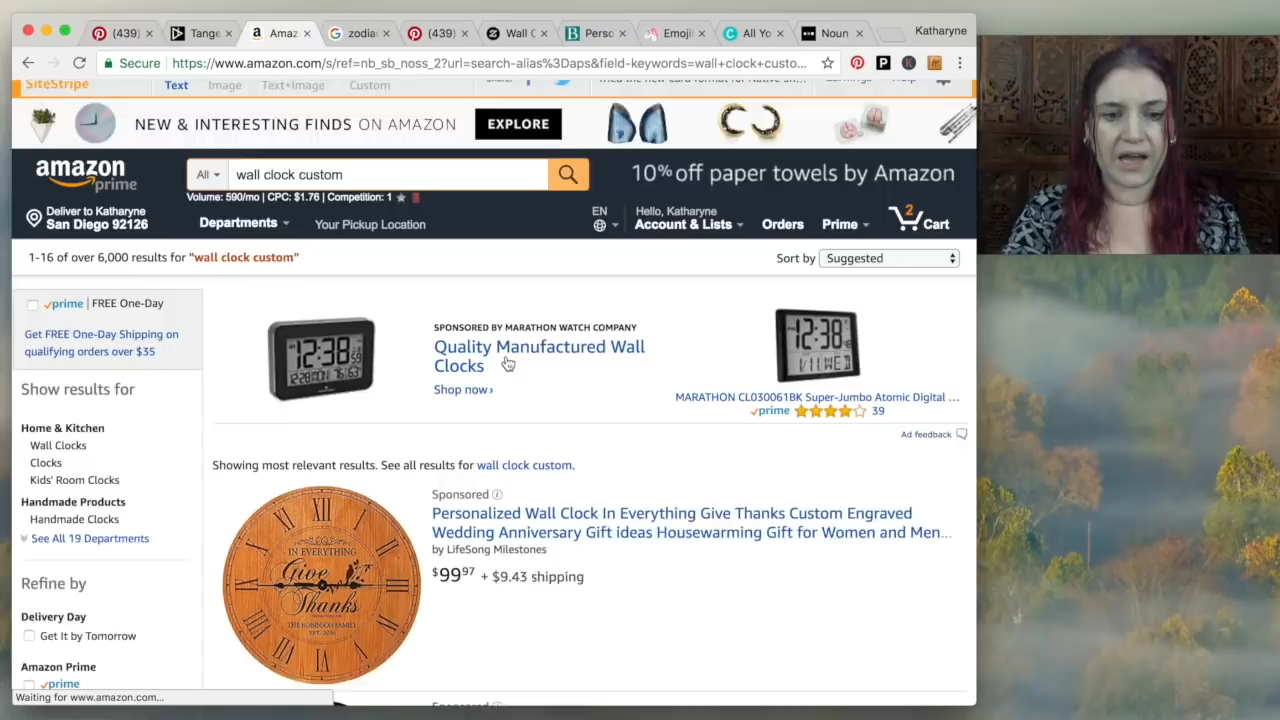 (439)
Tange
Amaz
zodia
(439)
Wall C
Perso
Emoji
All Yo
Noun
Katharyne
Secure
https://www.amazon.com/s/ref=nb_sb_noss_2?url=search-alias%3Daps&field-keywords=wall+clock+custo...
SiteStripe
Text
Image
Text+Image
Custom
NEW & INTERESTING FINDS ON AMAZON
EXPLORE
amazon
prime
All
wall clock custom
10% off paper towels by Amazon
Volume: 590/mo | CPC: $1.76 | Competition: 1
Deliver to Katharyne
San Diego 92126
Departments
Your Pickup Location
EN
Hello, Katharyne
Account & Lists
Orders
Prime
2
Cart
1-16 of over 6,000 results for "wall clock custom"
Sort by
Suggested
prime | FREE One-Day
Get FREE One-Day Shipping on
qualifying orders over $35
Show results for
Home & Kitchen
Wall Clocks
Clocks
Kids' Room Clocks
Handmade Products
Handmade Clocks
See All 19 Departments
Refine by
Delivery Day
Get It by Tomorrow
Amazon Prime
prime
Waiting for www.amazon.com...
SPONSORED BY MARATHON WATCH COMPANY
Quality Manufactured Wall
Clocks
Shop now›
12:38
12:38
MARATHON CL030061BK Super-Jumbo Atomic Digital ...
prime
39
Ad feedback
Showing most relevant results. See all results for wall clock custom.
Sponsored
Personalized Wall Clock In Everything Give Thanks Custom Engraved
Wedding Anniversary Gift ideas Housewarming Gift for Women and Men...
by LifeSong Milestones
$99.97 + $9.43 shipping
IN EVERYTHING
Give
Thanks
THE ROBINSON FAMILY
EST. 2016